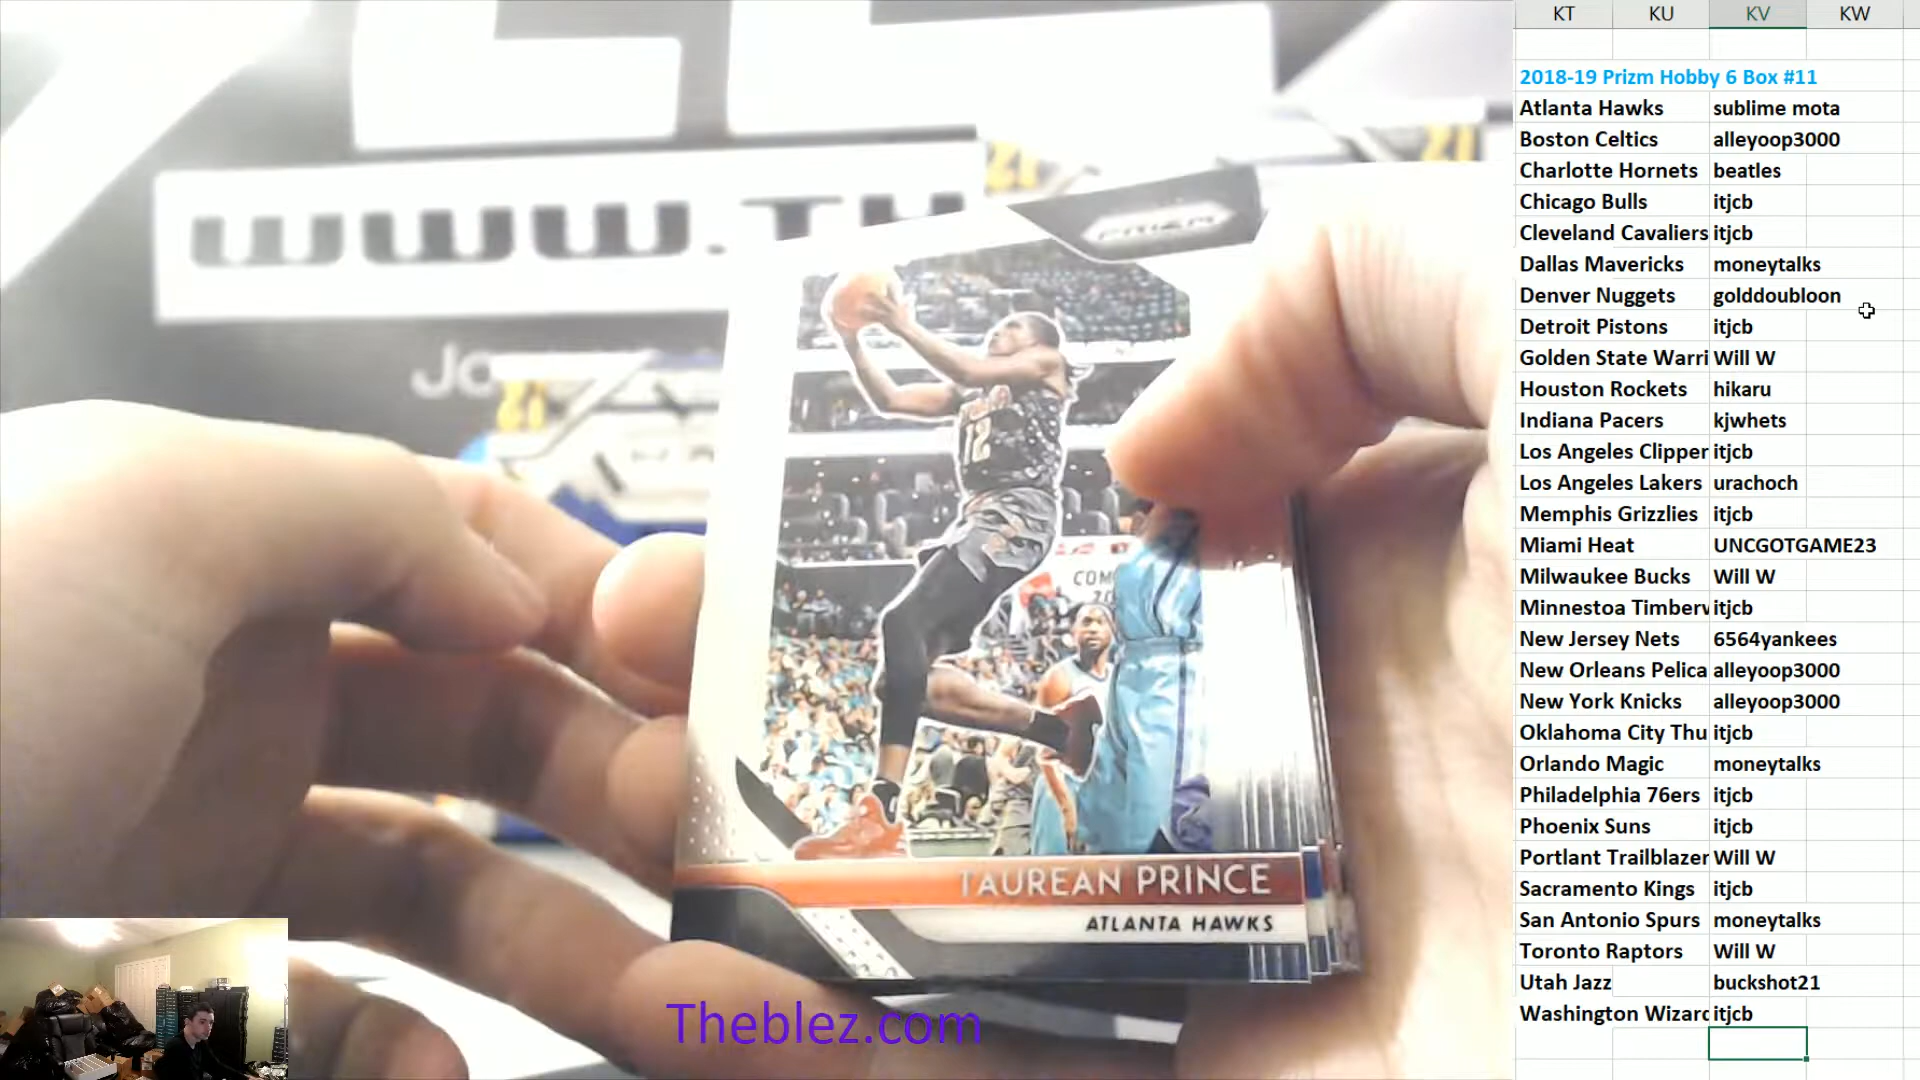 KT KU KV KW
2018-19 Prizm Hobby 6 Box #11
Atlanta Hawks sublime mota
Boston Celtics alleyoop3000
Charlotte Hornets beatles
Chicago Bulls itjcb
Cleveland Cavaliers itjcb
Dallas Mavericks moneytalks
Denver Nuggets golddoubloon
Detroit Pistons itjcb
Golden State Warri Will W
Houston Rockets hikaru
Indiana Pacers kjwhets
Los Angeles Clipper itjcb
Los Angeles Lakers urachoch
Memphis Grizzlies itjcb
Miami Heat UNCGOTGAME23
Milwaukee Bucks Will W
Minnestoa Timberv itjcb
New Jersey Nets 6564yankees
New Orleans Pelica alleyoop3000
New York Knicks alleyoop3000
Oklahoma City Thu itjcb
Orlando Magic moneytalks
Philadelphia 76ers itjcb
Phoenix Suns itjcb
Portlant Trailblazer Will W
Sacramento Kings itjcb
San Antonio Spurs moneytalks
Toronto Raptors Will W
Utah Jazz buckshot21
Washington Wizard itjcb
WWW.TH
Jo
PRIZM
12
TAUREAN PRINCE
ATLANTA HAWKS
Theblez.com